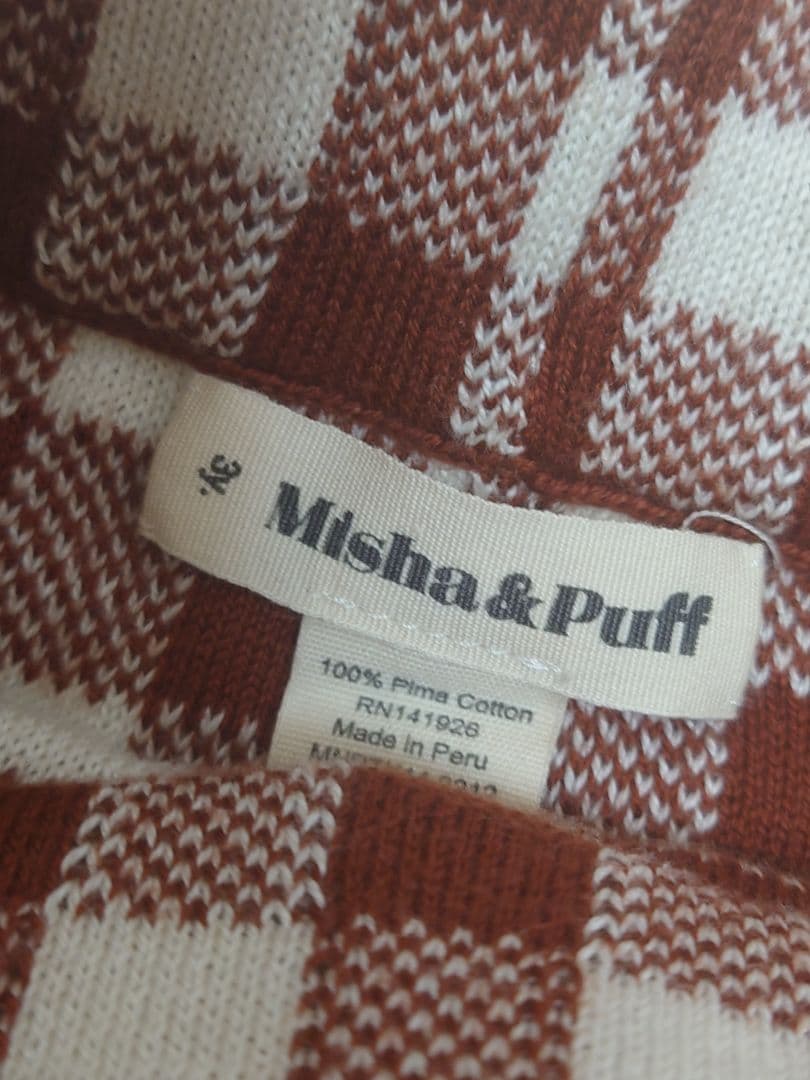 3y.
Misha & Puff
100% Pima Cotton
RN141926
Made in Peru